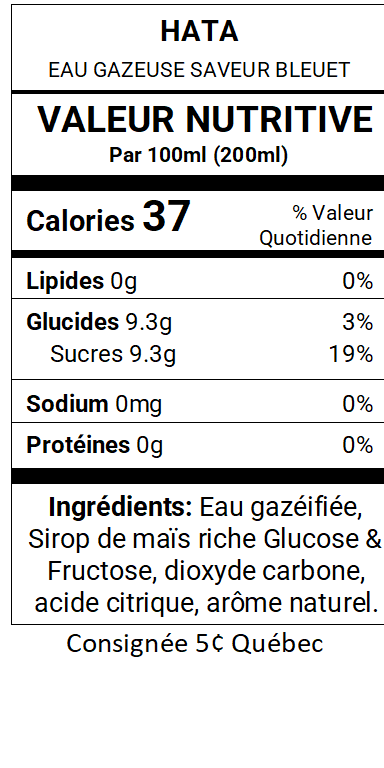 HATA
EAU GAZEUSE SAVEUR BLEUET
VALEUR NUTRITIVE
Par 100ml (200ml)
Calories 37
% Valeur
Quotidienne
Lipides 0g 0%
Glucides 9.3g 3%
Sucres 9.3g 19%
Sodium 0mg 0%
Protéines 0g 0%
Ingrédients: Eau gazéifiée,
Sirop de maïs riche Glucose &
Fructose, dioxyde carbone,
acide citrique, arôme naturel.
Consignée 5¢ Québec